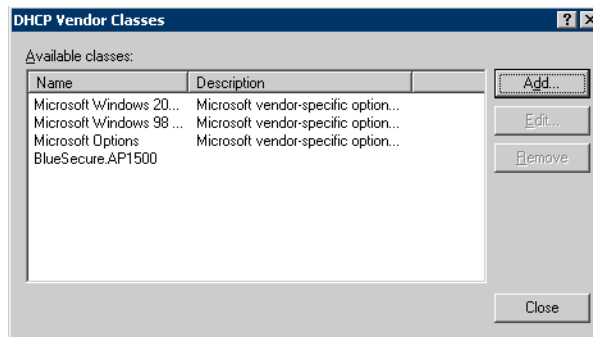 DHCP Vendor Classes
Available classes:
Name Description
Microsoft Windows 20... Microsoft vendor-specific option...
Microsoft Windows 98 ... Microsoft vendor-specific option...
Microsoft Options Microsoft vendor-specific option...
BlueSecure.AP1500
Add...
Edit...
Remove
Close